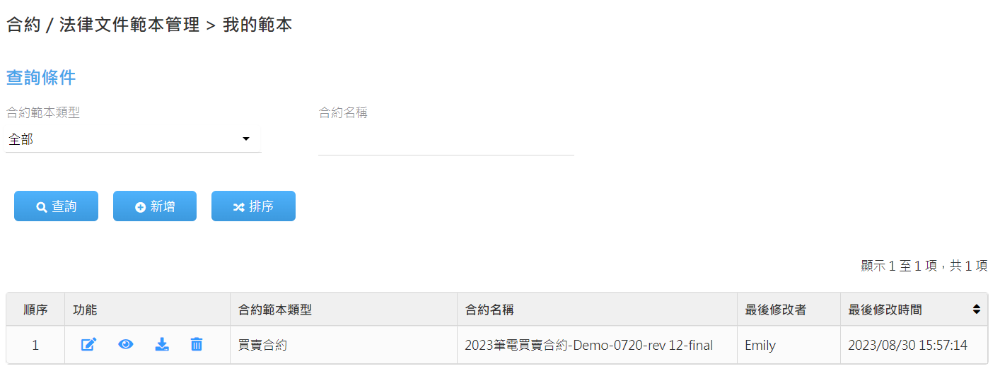 合約 / 法律文件範本管理 > 我的範本
查詢條件
合約範本類型 合約名稱
全部
查詢 新增 排序
顯示 1 至 1 項，共 1 項
順序 功能 合約範本類型 合約名稱 最後修改者 最後修改時間
1 買賣合約 2023筆電買賣合約-Demo-0720-rev 12-final Emily 2023/08/30 15:57:14